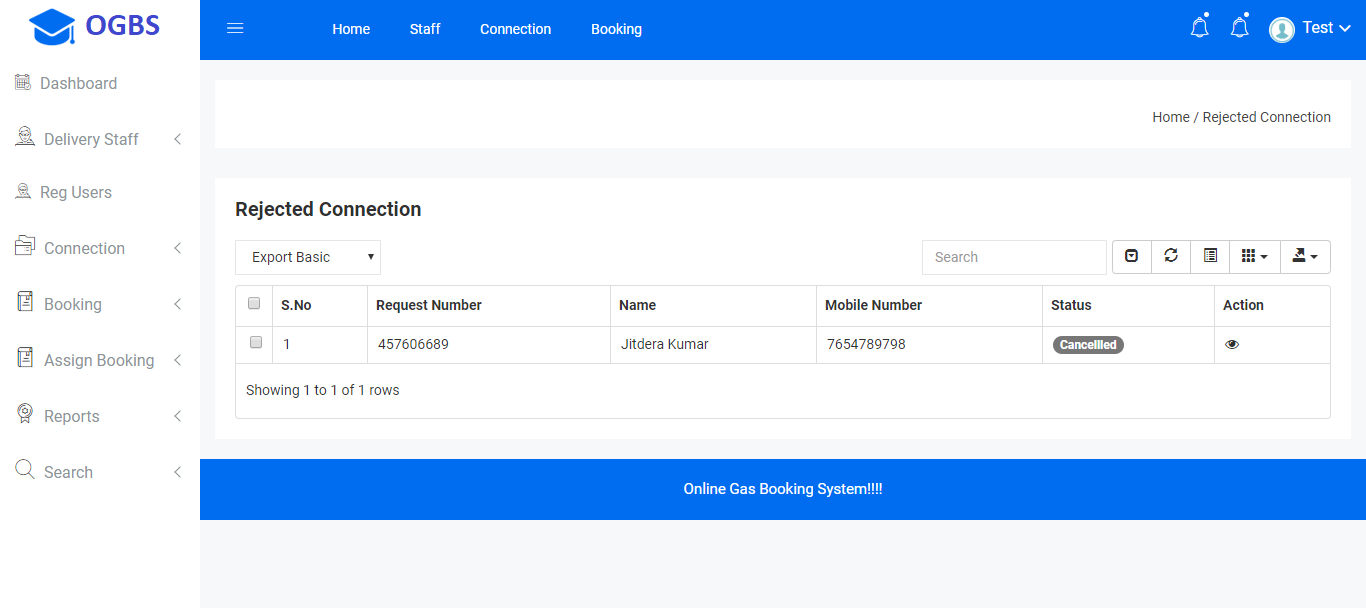 OGBS
Home Staff Connection Booking
Test
Dashboard
Delivery Staff
Reg Users
Connection
Booking
Assign Booking
Reports
Search
Home / Rejected Connection
Rejected Connection
Export Basic
Search
S.No Request Number Name Mobile Number Status Action
1 457606689 Jitdera Kumar 7654789798 Cancellled
Showing 1 to 1 of 1 rows
Online Gas Booking System!!!!